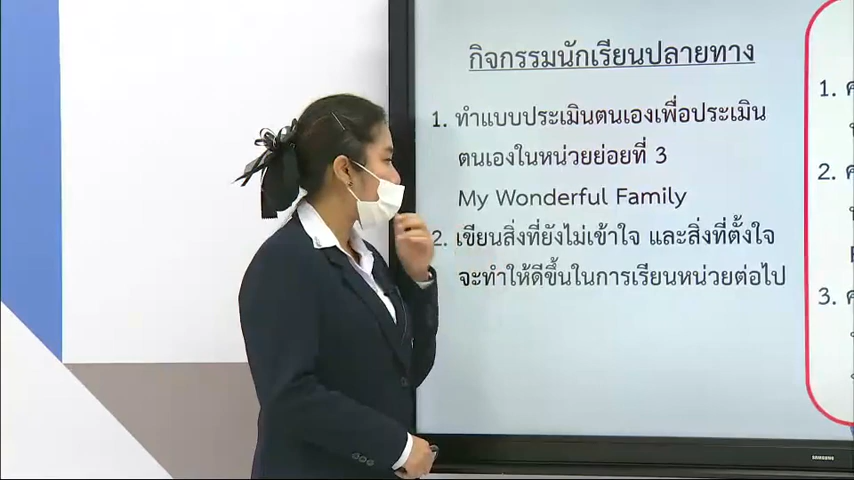 กิจกรรมนักเรียนปลายทาง
1. ทำแบบประเมินตนเองเพื่อประเมิน
ตนเองในหน่วยย่อยที่ 3
My Wonderful Family
2. เขียนสิ่งที่ยังไม่เข้าใจ และสิ่งที่ตั้งใจ
จะทำให้ดีขึ้นในการเรียนหน่วยต่อไป
1.
2.
3.
SAMSUNG